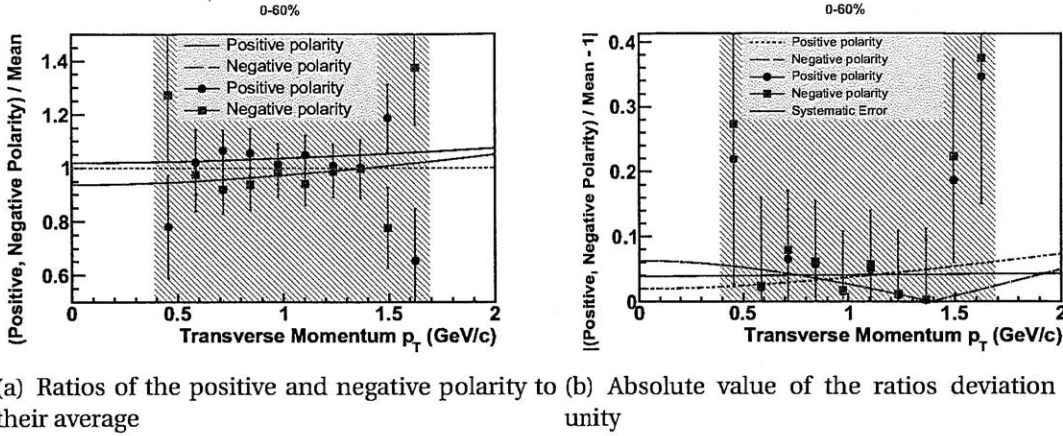 0-60%
(Positive, Negative Polarity) / Mean
1.4
1.2
1
0.8
0.6
Positive polarity
Negative polarity
Positive polarity
Negative polarity
0 0.5 1 1.5 2
Transverse Momentum p_T (GeV/c)
0-60%
|(Positive, Negative Polarity) / Mean - 1|
0.4
0.3
0.2
0.1
0
Positive polarity
Negative polarity
Positive polarity
Negative polarity
Systematic Error
0 0.5 1 1.5 2
Transverse Momentum p_T (GeV/c)
(a) Ratios of the positive and negative polarity to
their average
(b) Absolute value of the ratios deviation
unity